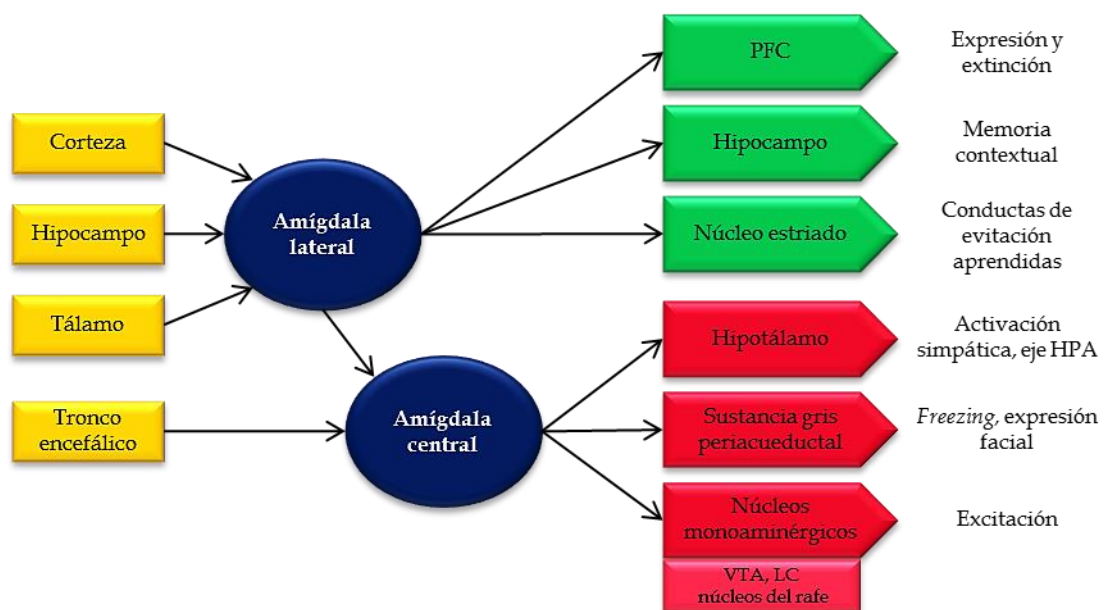 Corteza
Hipocampo
Tálamo
Tronco
encefálico
Amígdala
lateral
Amígdala
central
PFC
Expresión y
extinción
Hipocampo
Memoria
contextual
Núcleo estriado
Conductas de
evitación
aprendidas
Hipotálamo
Activación
simpática, eje HPA
Sustancia gris
periacueductal
Freezing, expresión
facial
Núcleos
monoaminérgicos
Excitación
VTA, LC
núcleos del rafe